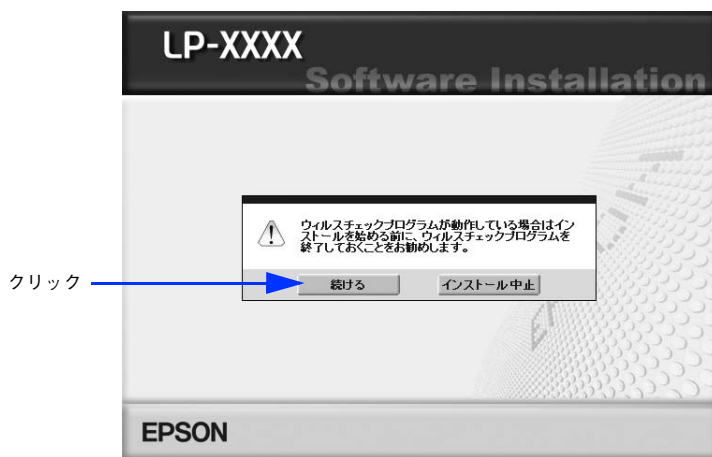 LP-XXXX
Software Installation
ウィルスチェックプログラムが動作している場合はイン
ストールを始める前に、ウィルスチェックプログラムを
終了しておくことをお勧めします。
クリック
続ける
インストール中止
EPSON